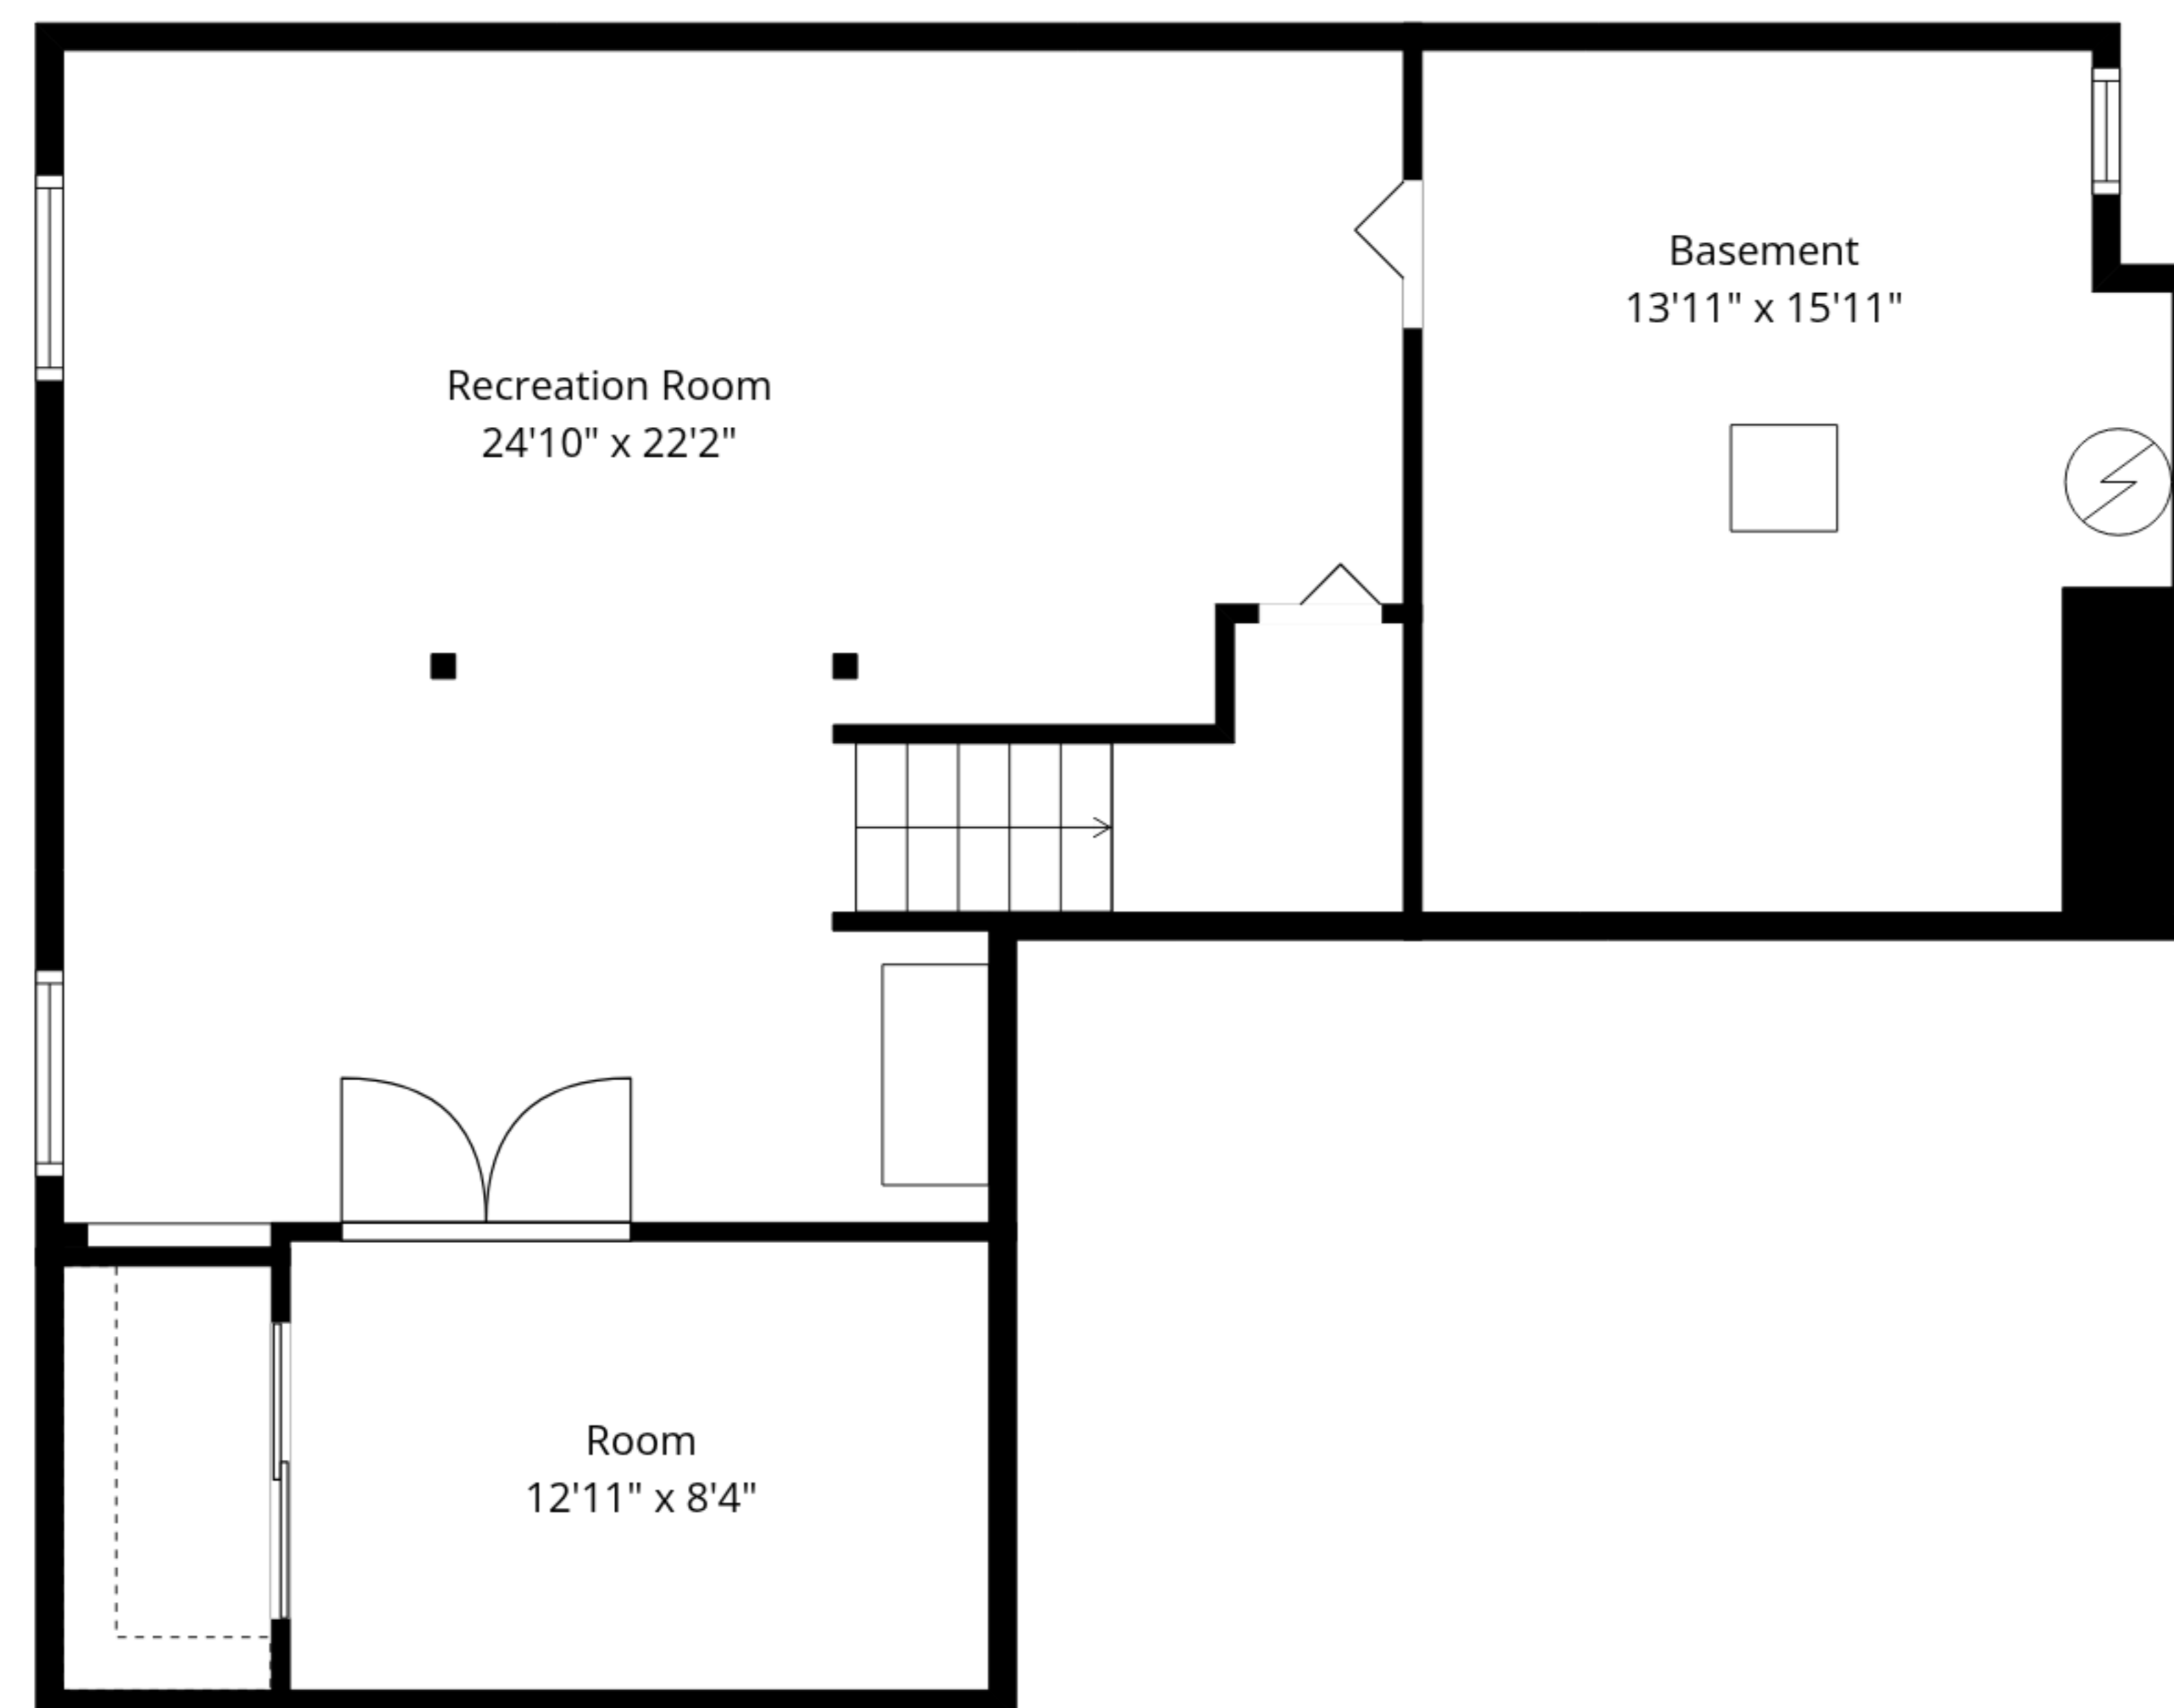 Basement
13'11" x 15'11"
Recreation Room
24'10" x 22'2"
Room
12'11" x 8'4"